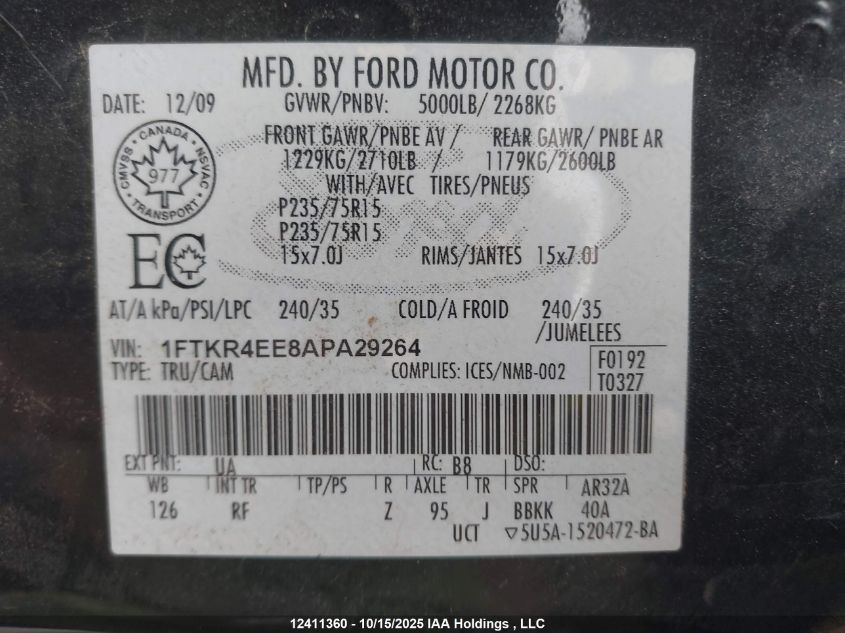 MFD. BY FORD MOTOR CO.
DATE: 12/09 GVWR/PNBV: 5000LB/ 2268KG
FRONT GAWR/PNBE AV / REAR GAWR/ PNBE AR
1229KG/2710LB / 1179KG/2600LB
WITH/AVEC TIRES/PNEUS
P235/75R15
P235/75R15
15x7.0J RIMS/JANTES 15x7.0J
CANADA
CMVSS NSVAC
977
TRANSPORT
EC
AT/A kPa/PSI/LPC 240/35 COLD/A FROID 240/35
/JUMELEES
VIN: 1FTKR4EE8APA29264
F0192
TYPE: TRU/CAM COMPLIES: ICES/NMB-002
T0327
EXT PNT: UA RC: B8 DSO:
WB INT TR TP/PS R AXLE TR SPR AR32A
126 RF Z 95 J BBKK 40A
UCT ▽5U5A-1520472-BA
12411360 - 10/15/2025 IAA Holdings , LLC